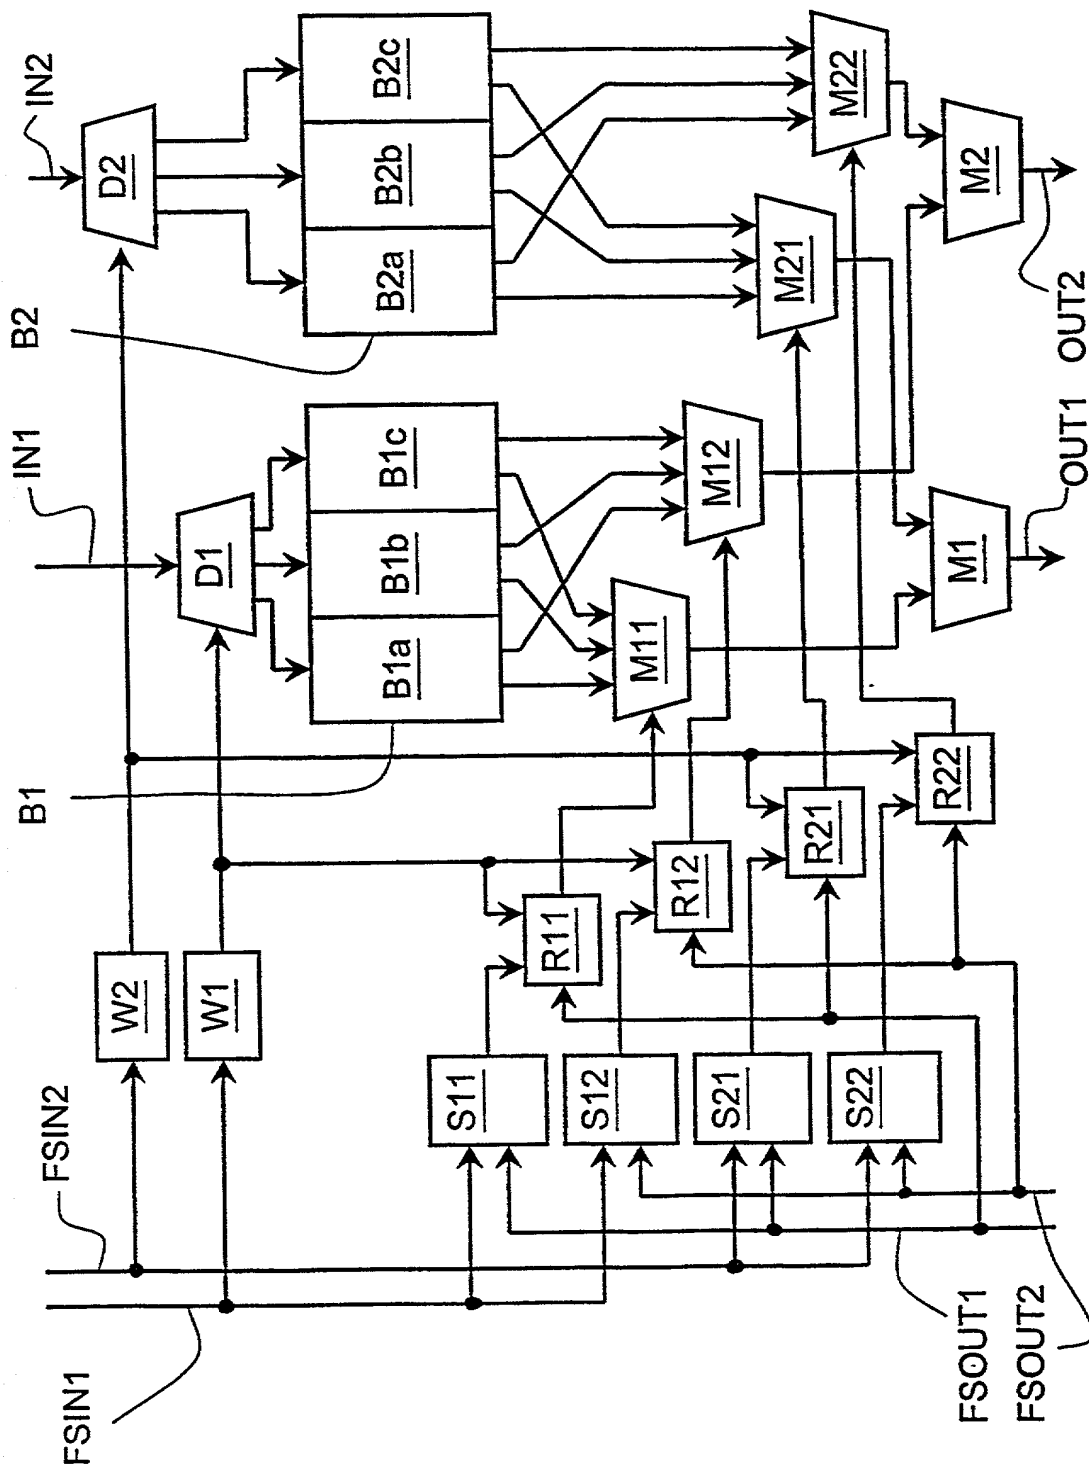 IN2
D2
B2
B2a
B2b
B2c
M21
M22
M2
OUT2
IN1
D1
B1
B1a
B1b
B1c
M11
M12
M1
OUT1
FSIN2
FSIN1
W2
W1
S11
S12
S21
S22
R11
R12
R21
R22
FSOUT1
FSOUT2